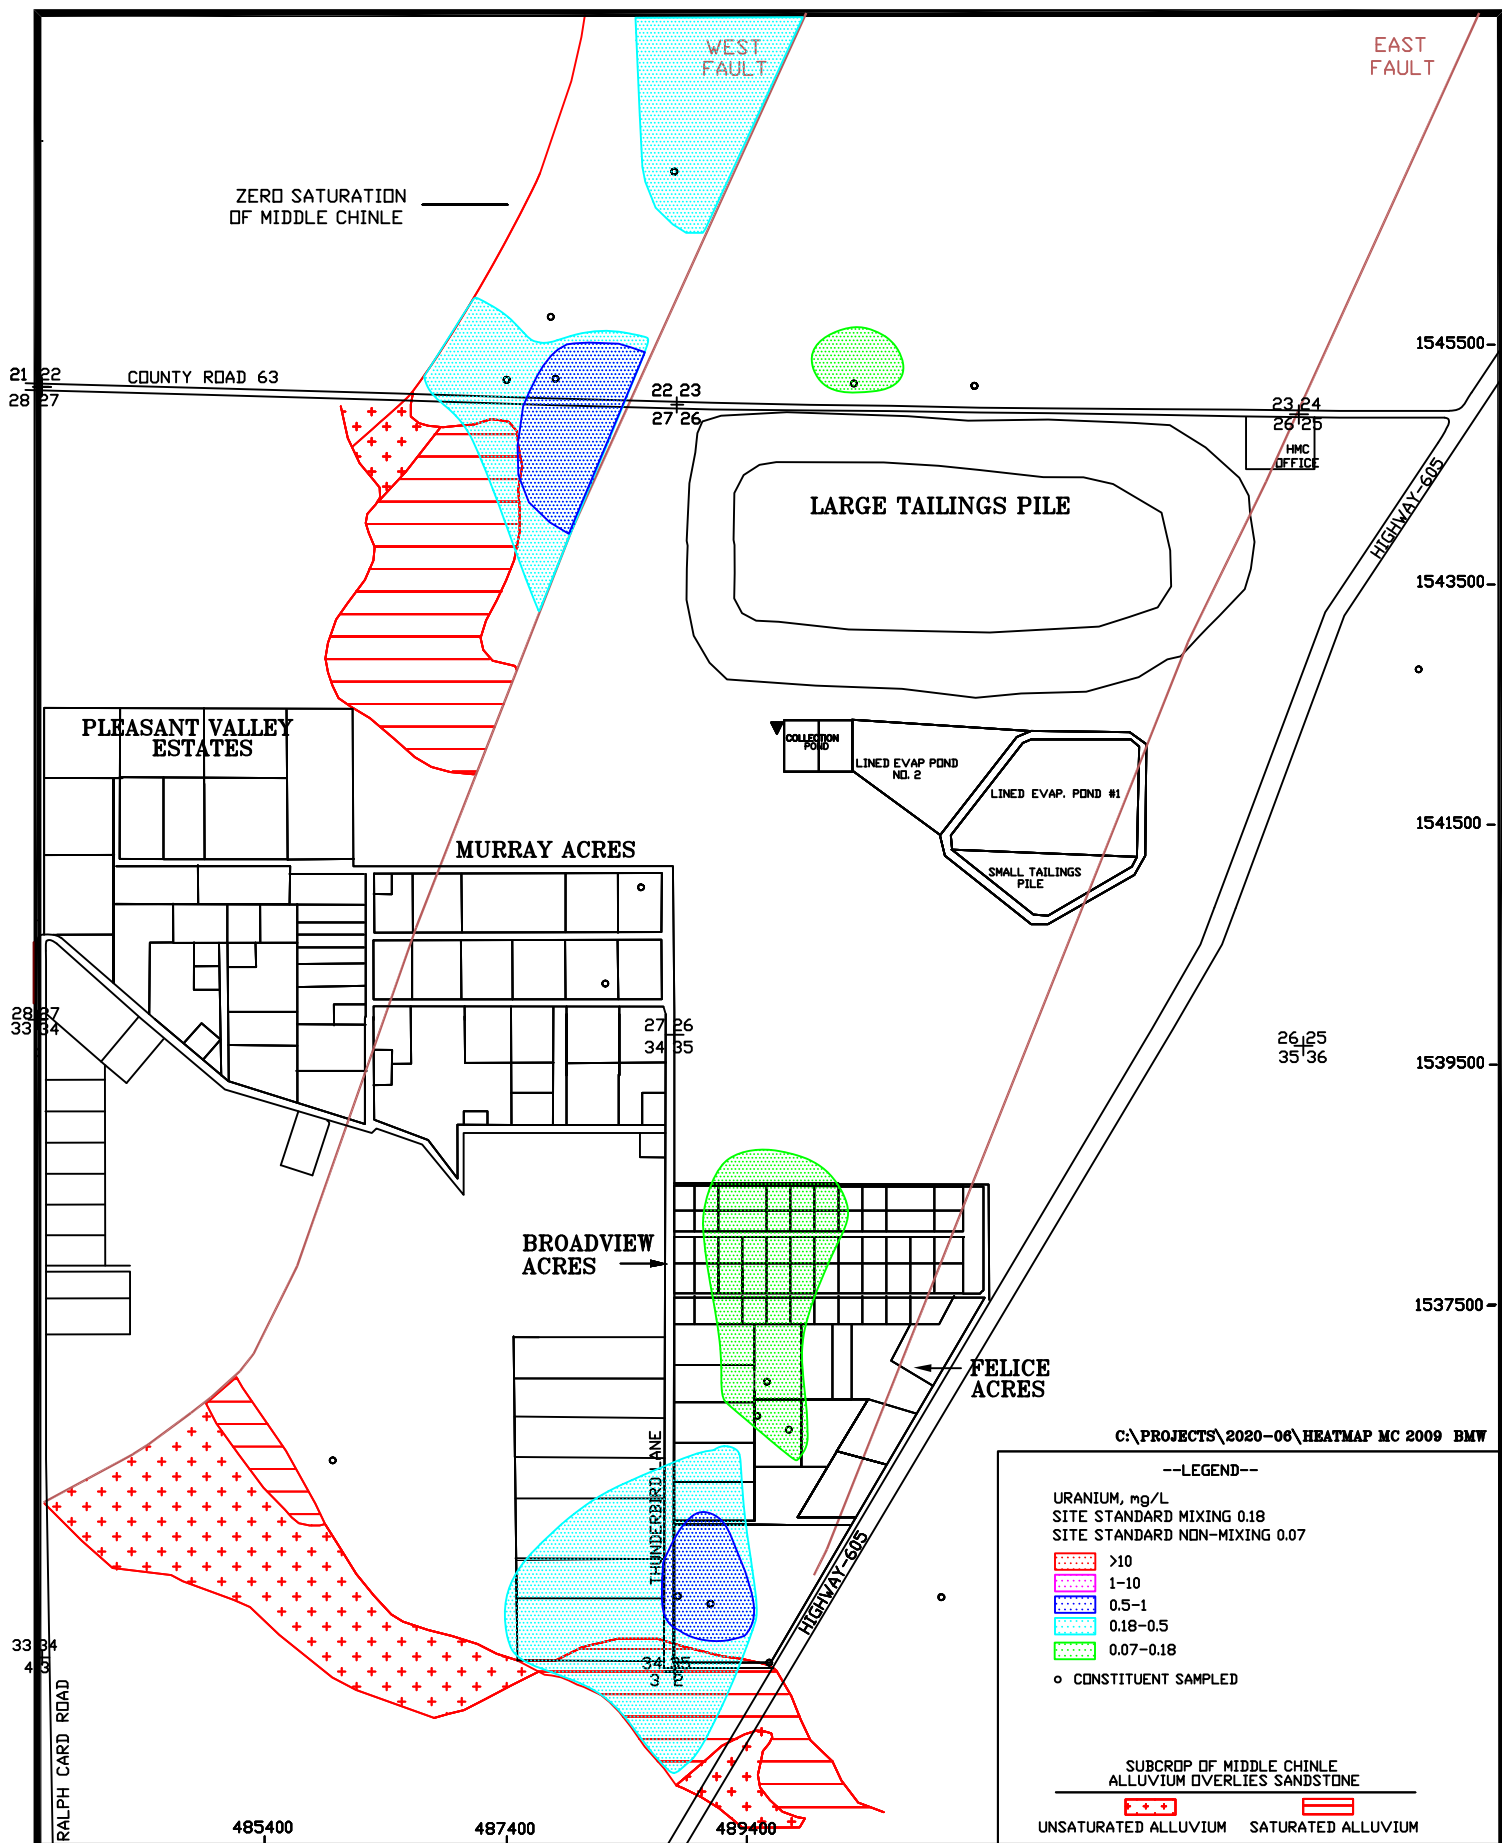 WEST
FAULT
EAST
FAULT
ZERO SATURATION
OF MIDDLE CHINLE
1545500
COUNTY ROAD 63
21 22
28 27
22 23
27 26
23 24
26 25
HMC
OFFICE
HIGHWAY-605
LARGE TAILINGS PILE
1543500
PLEASANT VALLEY
ESTATES
COLLECTION
POND
LINED EVAP POND
NO. 2
LINED EVAP. POND #1
SMALL TAILINGS
PILE
1541500
MURRAY ACRES
28 27
33 34
27 26
34 35
26 25
35 36
1539500
BROADVIEW
ACRES
1537500
FELICE
ACRES
THUNDERBIRD LANE
HIGHWAY-605
C:\PROJECTS\2020-06\HEATMAP MC 2009 BMW
--LEGEND--
URANIUM, mg/L
SITE STANDARD MIXING 0.18
SITE STANDARD NON-MIXING 0.07
>10
1-10
0.5-1
0.18-0.5
0.07-0.18
CONSTITUENT SAMPLED
33 34
4 3
34 35
3 2
RALPH CARD ROAD
SUBCROP OF MIDDLE CHINLE
ALLUVIUM OVERLIES SANDSTONE
UNSATURATED ALLUVIUM SATURATED ALLUVIUM
485400
487400
489400